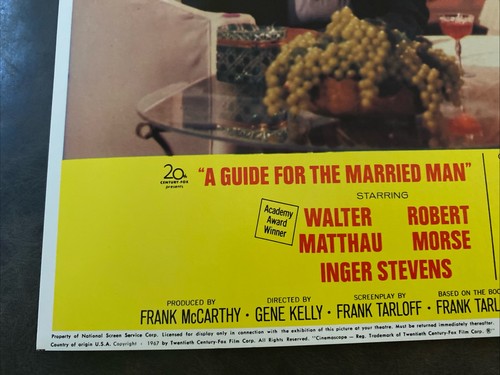 20th
CENTURY-FOX
presents
"A GUIDE FOR THE MARRIED MAN"
STARRING
Academy
Award
Winner
WALTER ROBERT
MATTHAU MORSE
INGER STEVENS
PRODUCED BY DIRECTED BY SCREENPLAY BY BASED ON THE BOO
FRANK McCARTHY · GENE KELLY · FRANK TARLOFF · FRANK TARL
Property of National Screen Service Corp. Licensed for display only in connection with the exhibition of this picture at your theatre. Must be returned immediately thereafter.
Country of origin U.S.A. Copyright · 1967 by Twentieth Century-Fox Film Corp. All Rights Reserved. "Cinemascope — Reg. Trademark of Twentieth Century-Fox Film Corp.